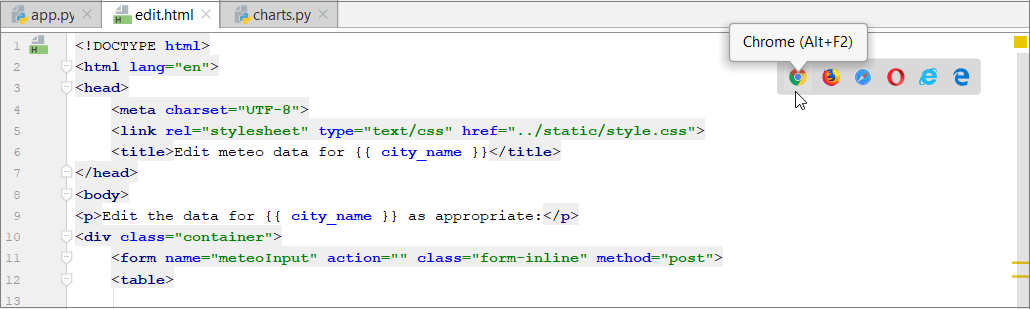 app.py edit.html charts.py
Chrome (Alt+F2)
1 <!DOCTYPE html>
2 <html lang="en">
3 <head>
4 <meta charset="UTF-8">
5 <link rel="stylesheet" type="text/css" href="../static/style.css">
6 <title>Edit meteo data for {{ city_name }}</title>
7 </head>
8 <body>
9 <p>Edit the data for {{ city_name }} as appropriate:</p>
10 <div class="container">
11 <form name="meteoInput" action="" class="form-inline" method="post">
12 <table>
13